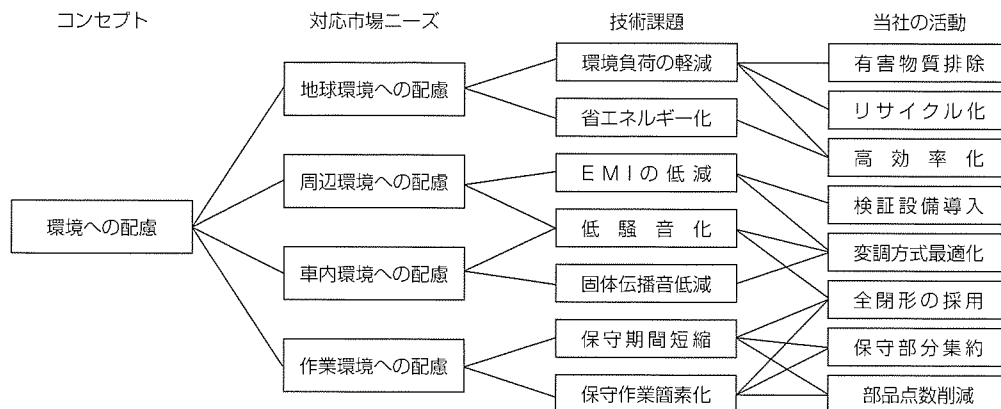 コンセプト
対応市場ニーズ
技術課題
当社の活動
環境への配慮
地球環境への配慮
周辺環境への配慮
車内環境への配慮
作業環境への配慮
環境負荷の軽減
省エネルギー化
EMIの低減
低騒音化
固体伝播音低減
保守期間短縮
保守作業簡素化
有害物質排除
リサイクル化
高効率化
検証設備導入
変調方式最適化
全閉形の採用
保守部分集約
部品点数削減